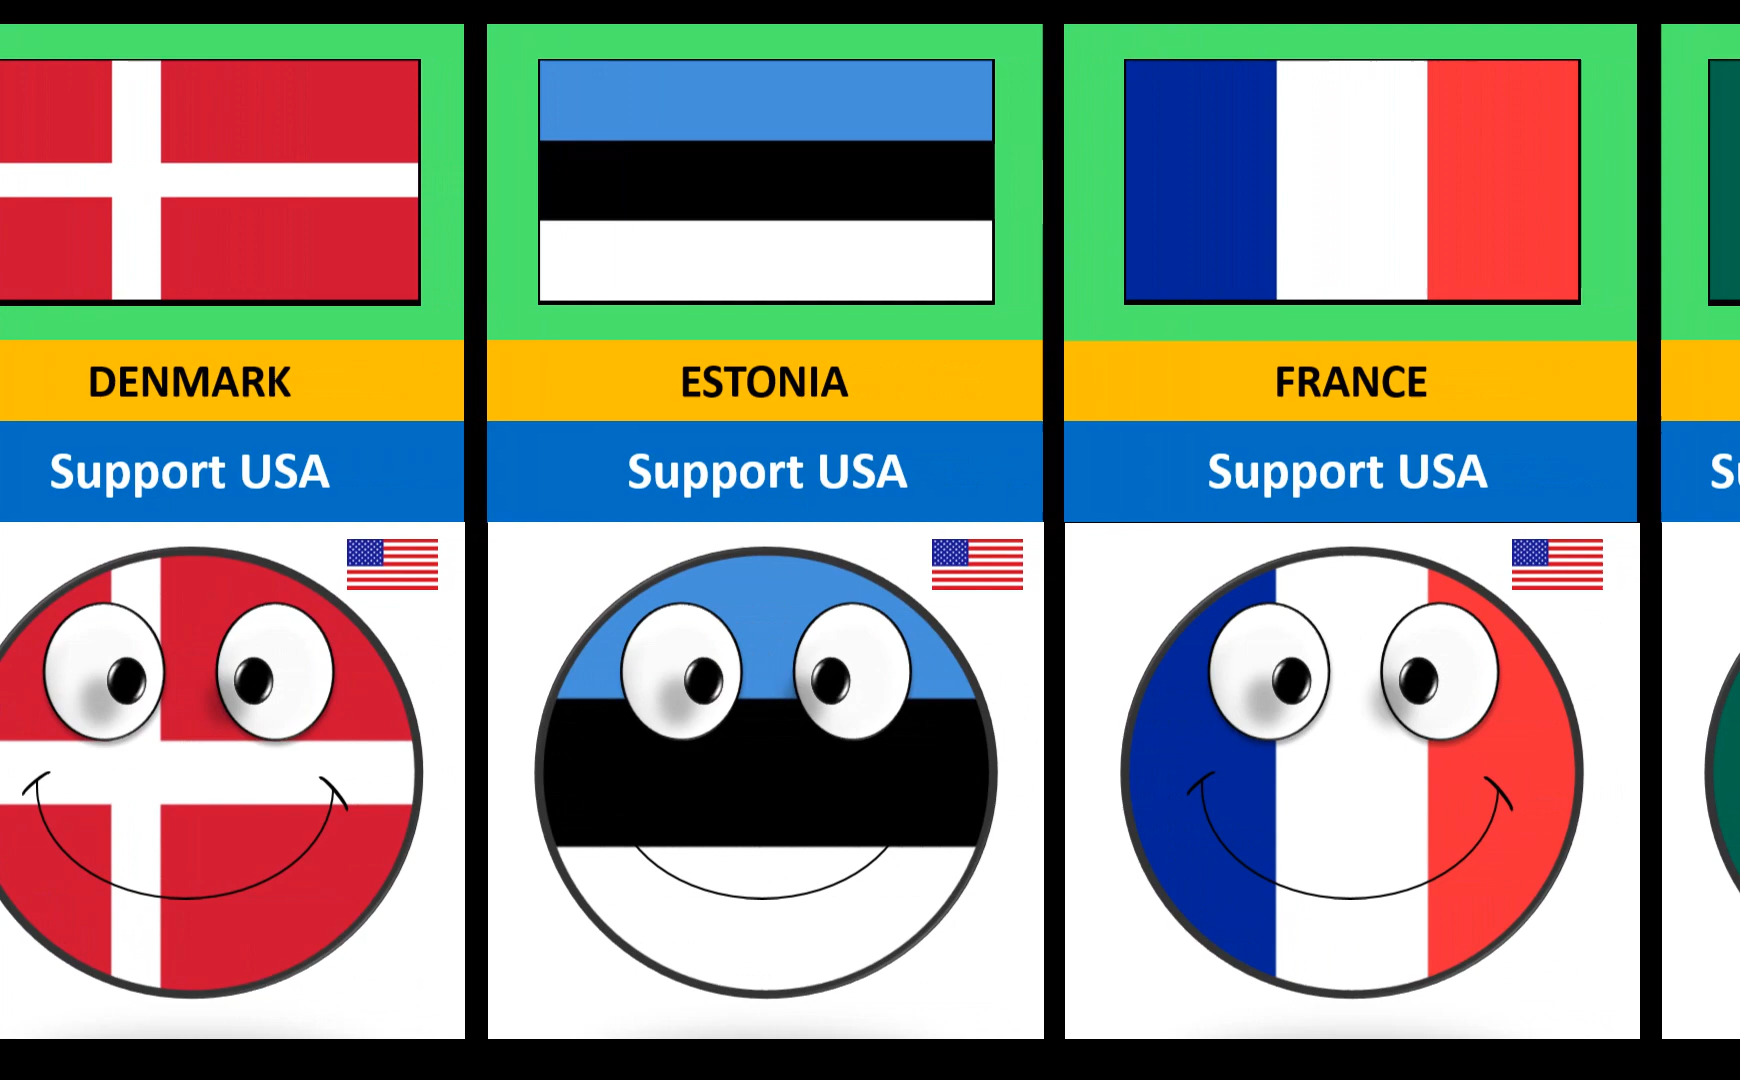 DENMARK
Support USA
ESTONIA
Support USA
FRANCE
Support USA